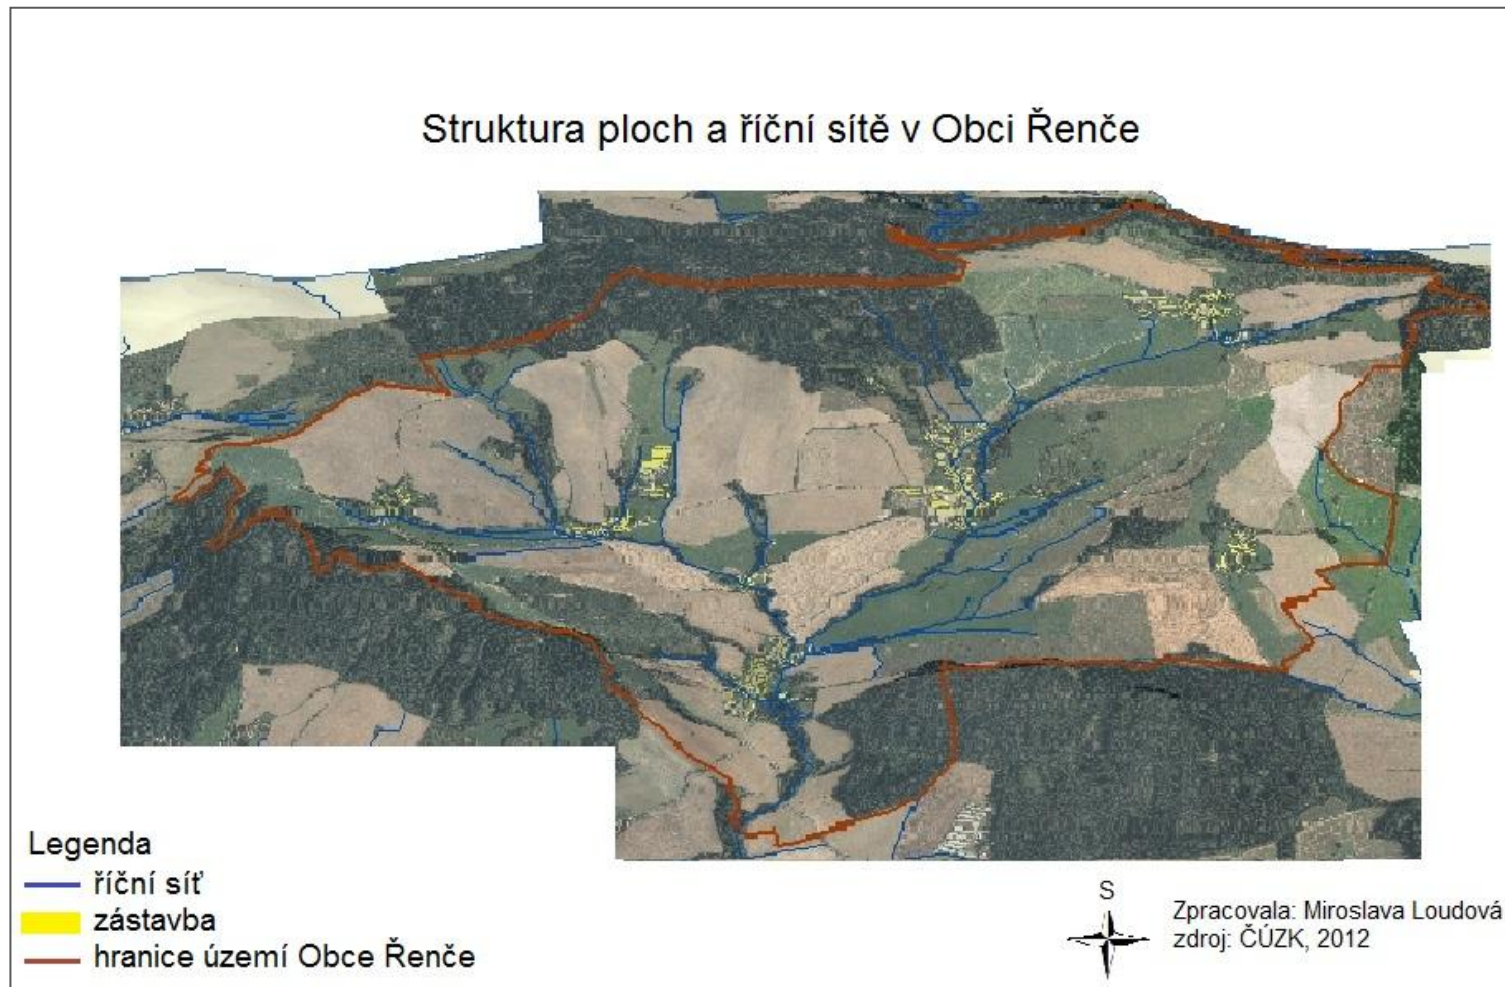 Struktura ploch a říční sítě v Obci Řenče
Legenda
říční síť
zástavba
hranice území Obce Řenče
S
Zpracovala: Miroslava Loudová
zdroj: ČÚZK, 2012